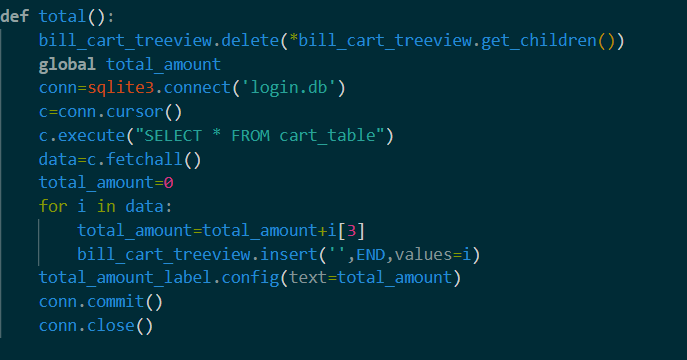 def total():
    bill_cart_treeview.delete(*bill_cart_treeview.get_children())
    global total_amount
    conn=sqlite3.connect('login.db')
    c=conn.cursor()
    c.execute("SELECT * FROM cart_table")
    data=c.fetchall()
    total_amount=0
    for i in data:
        total_amount=total_amount+i[3]
        bill_cart_treeview.insert('',END,values=i)
    total_amount_label.config(text=total_amount)
    conn.commit()
    conn.close()